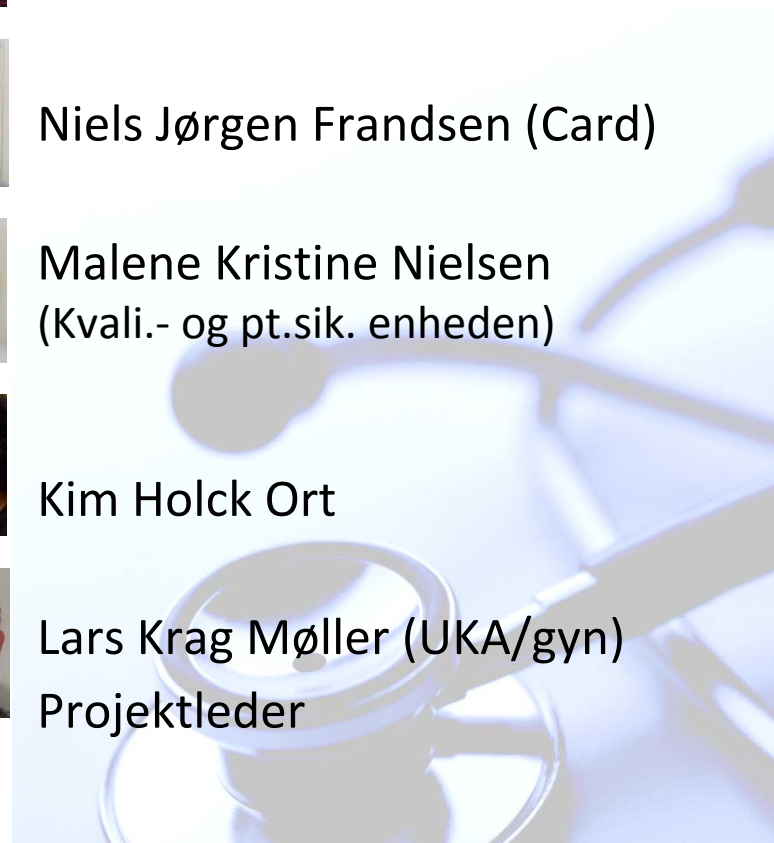 Niels Jørgen Frandsen (Card)
Malene Kristine Nielsen
(Kvali.- og pt.sik. enheden)
Kim Holck Ort
Lars Krag Møller (UKA/gyn)
Projektleder